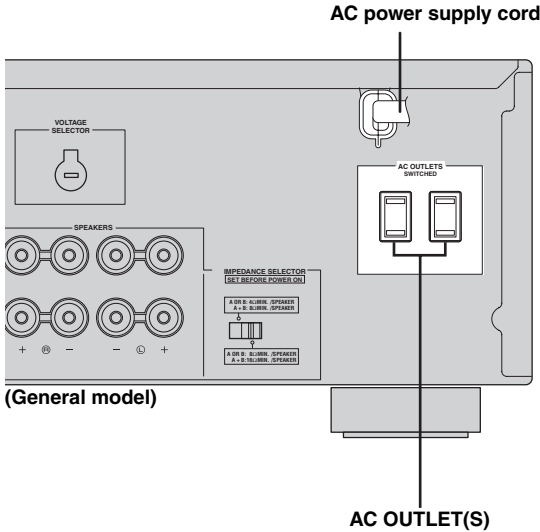 AC power supply cord
VOLTAGE
SELECTOR
AC OUTLETS
SWITCHED
SPEAKERS
IMPEDANCE SELECTOR
SET BEFORE POWER ON
A OR B: 4ΩMIN. /SPEAKER
A + B: 8ΩMIN. /SPEAKER
A OR B: 8ΩMIN. /SPEAKER
A + B:16ΩMIN. /SPEAKER
+ R - - L +
(General model)
AC OUTLET(S)